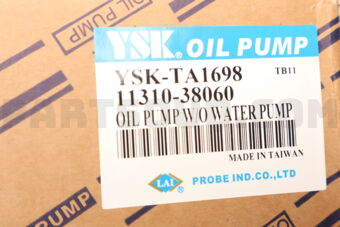 YSK. OIL PUMP
YSK-TA1698 TB11
11310-38060
OIL PUMP W/O WATER PUMP
MADE IN TAIWAN
LAI
PROBE IND.CO.,LTD
PUMP